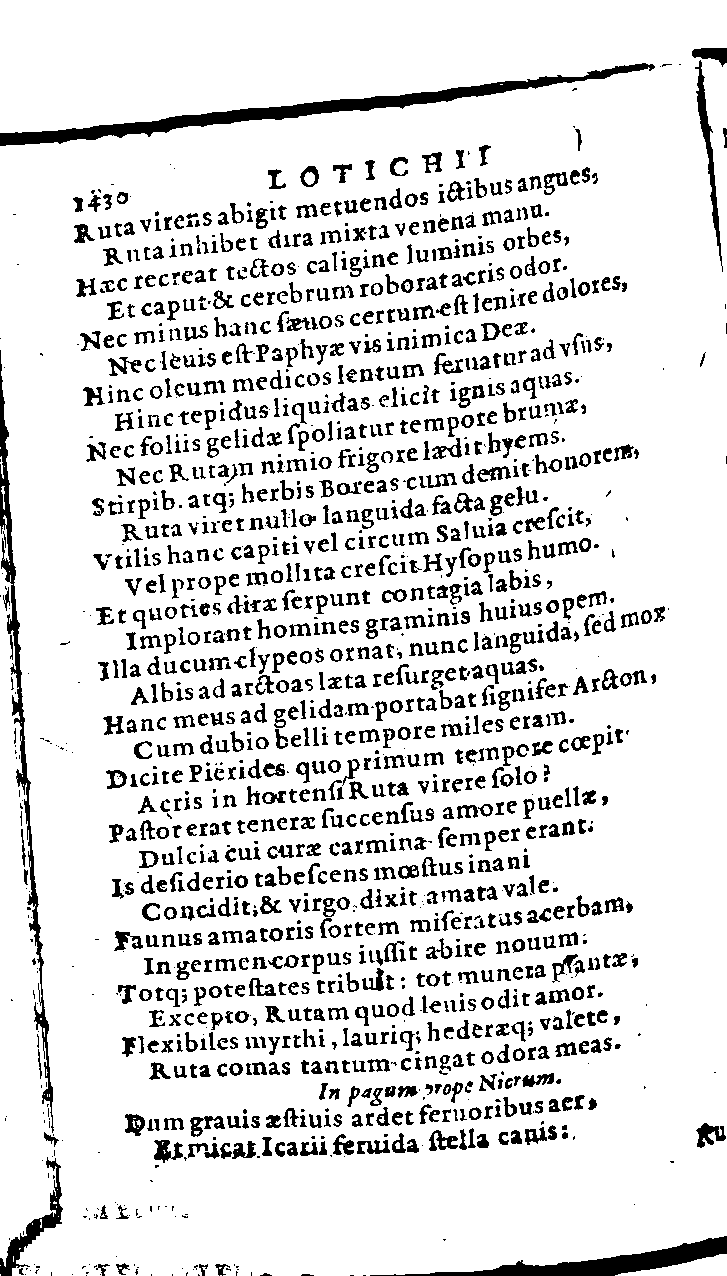 1430 LOTICHII
Ruta virens abigit metuendos ictibus angues,
Ruta inhibet dira mixta venena manu.
Hæc recreat tectos caligine luminis orbes,
Et caput & cerebrum roborat acris odor.
Nec minus hanc sæuos certum est lenire dolores,
Nec leuis est Paphyæ vis inimica Deæ.
Hinc oleum medicos lentum seruatur ad vsus,
Hinc tepidus liquidas elicit ignis aquas.
Nec foliis gelidæ spoliatur tempore brumæ,
Nec Rutam nimio frigore lædit hyems.
Stirpib. atq; herbis Boreas cum demit honorem,
Ruta viret nullo languida facta gelu.
Vtilis hanc capiti vel circum Saluia crescit,
Vel prope mollita crescit Hysopus humo.
Et quoties diræ serpunt contagia labis,
Implorant homines graminis huius opem.
Illa ducum clypeos ornat, nunc languida, sed mox
Albis ad arctoas læta resurget aquas.
Hanc meus ad gelidam portabat signifer Arcton,
Cum dubio belli tempore miles eram.
Dicite Piërides quo primum tempore cœpit
Acris in hortensi Ruta virere solo?
Pastor erat teneræ succensus amore puellæ,
Dulcia cui curæ carmina semper erant.
Is desiderio tabescens mœstus inani
Concidit, & virgo, dixit amata vale.
Faunus amatoris sortem miseratus acerbam,
In germen corpus iussit abire nouum:
Totq; potestates tribuit: tot munera plantæ,
Excepto, Rutam quod leuis odit amor.
Flexibiles myrthi, lauriq; hederæq; valete,
Ruta comas tantum cingat odora meas.
In pagum prope Nicrum.
Dum grauis æstiuis ardet feruoribus aer,
Et micat Icarii feruida stella canis: